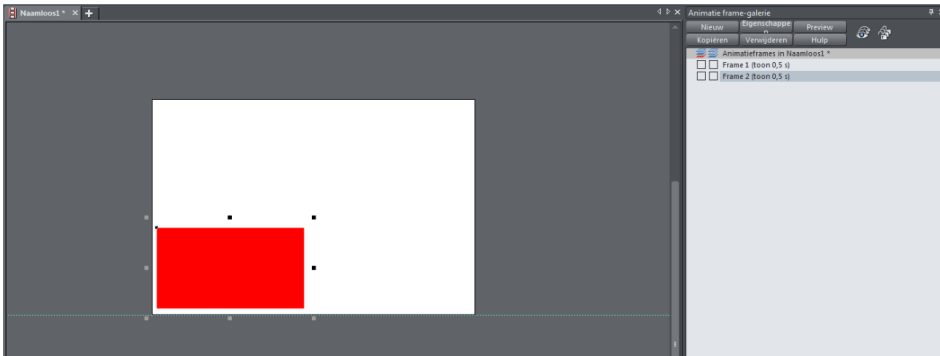 Naamloos1 *
Animatie frame-galerie
Nieuw
Eigenschappe
n
Preview
Kopiëren
Verwijderen
Hulp
Animatieframes in Naamloos1 *
Frame 1 (toon 0,5 s)
Frame 2 (toon 0,5 s)